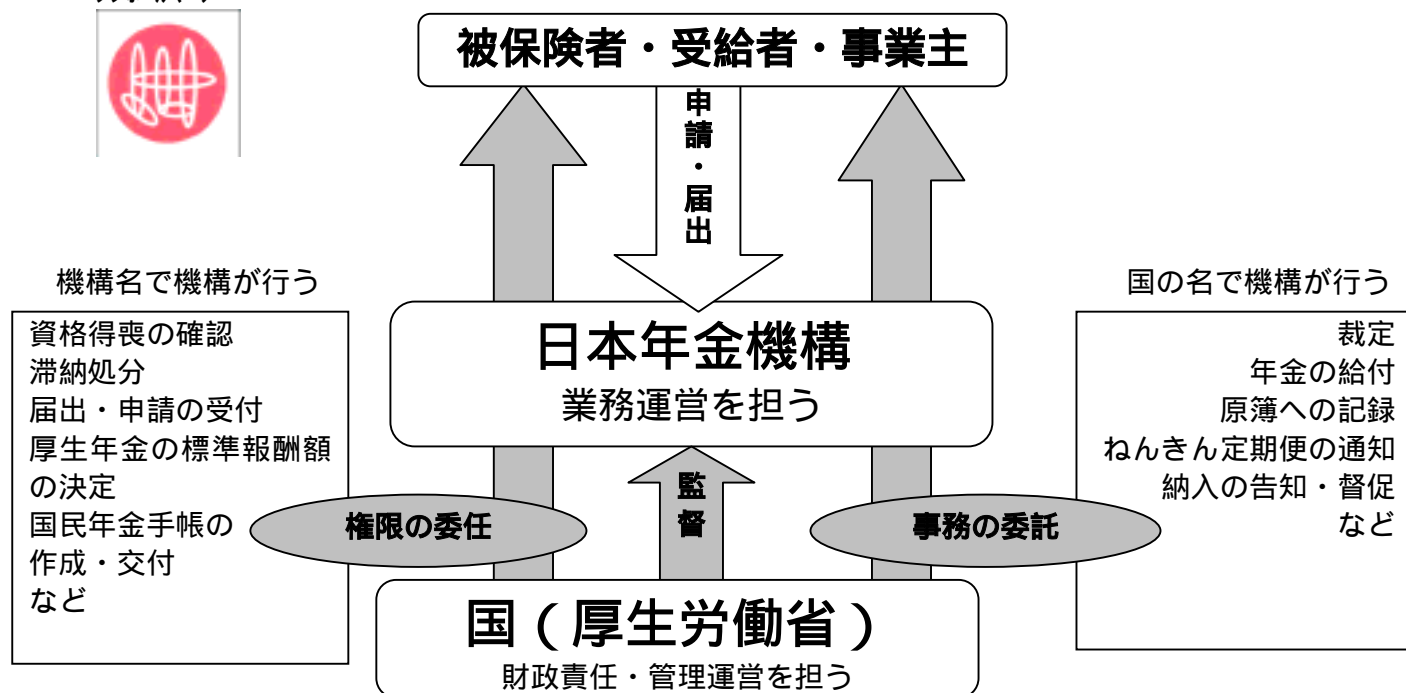 被保険者・受給者・事業主
申請・届出
機構名で機構が行う
資格得喪の確認
滞納処分
届出・申請の受付
厚生年金の標準報酬額
の決定
国民年金手帳の
作成・交付
など
日本年金機構
業務運営を担う
国の名で機構が行う
裁定
年金の給付
原簿への記録
ねんきん定期便の通知
納入の告知・督促
など
権限の委任
監督
事務の委託
国(厚生労働省)
財政責任・管理運営を担う